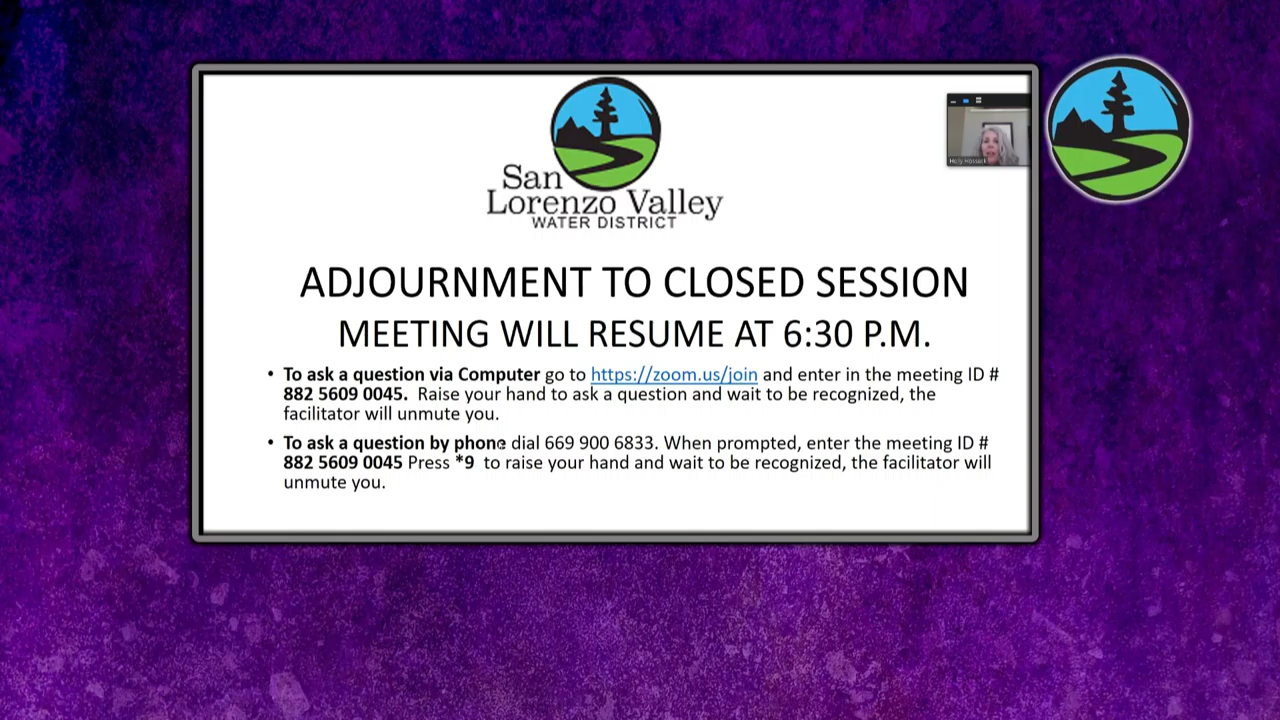 San
Lorenzo Valley
WATER DISTRICT
ADJOURNMENT TO CLOSED SESSION
MEETING WILL RESUME AT 6:30 P.M.
• To ask a question via Computer go to https://zoom.us/join and enter in the meeting ID #
882 5609 0045. Raise your hand to ask a question and wait to be recognized, the
facilitator will unmute you.
• To ask a question by phone dial 669 900 6833. When prompted, enter the meeting ID #
882 5609 0045 Press *9 to raise your hand and wait to be recognized, the facilitator will
unmute you.